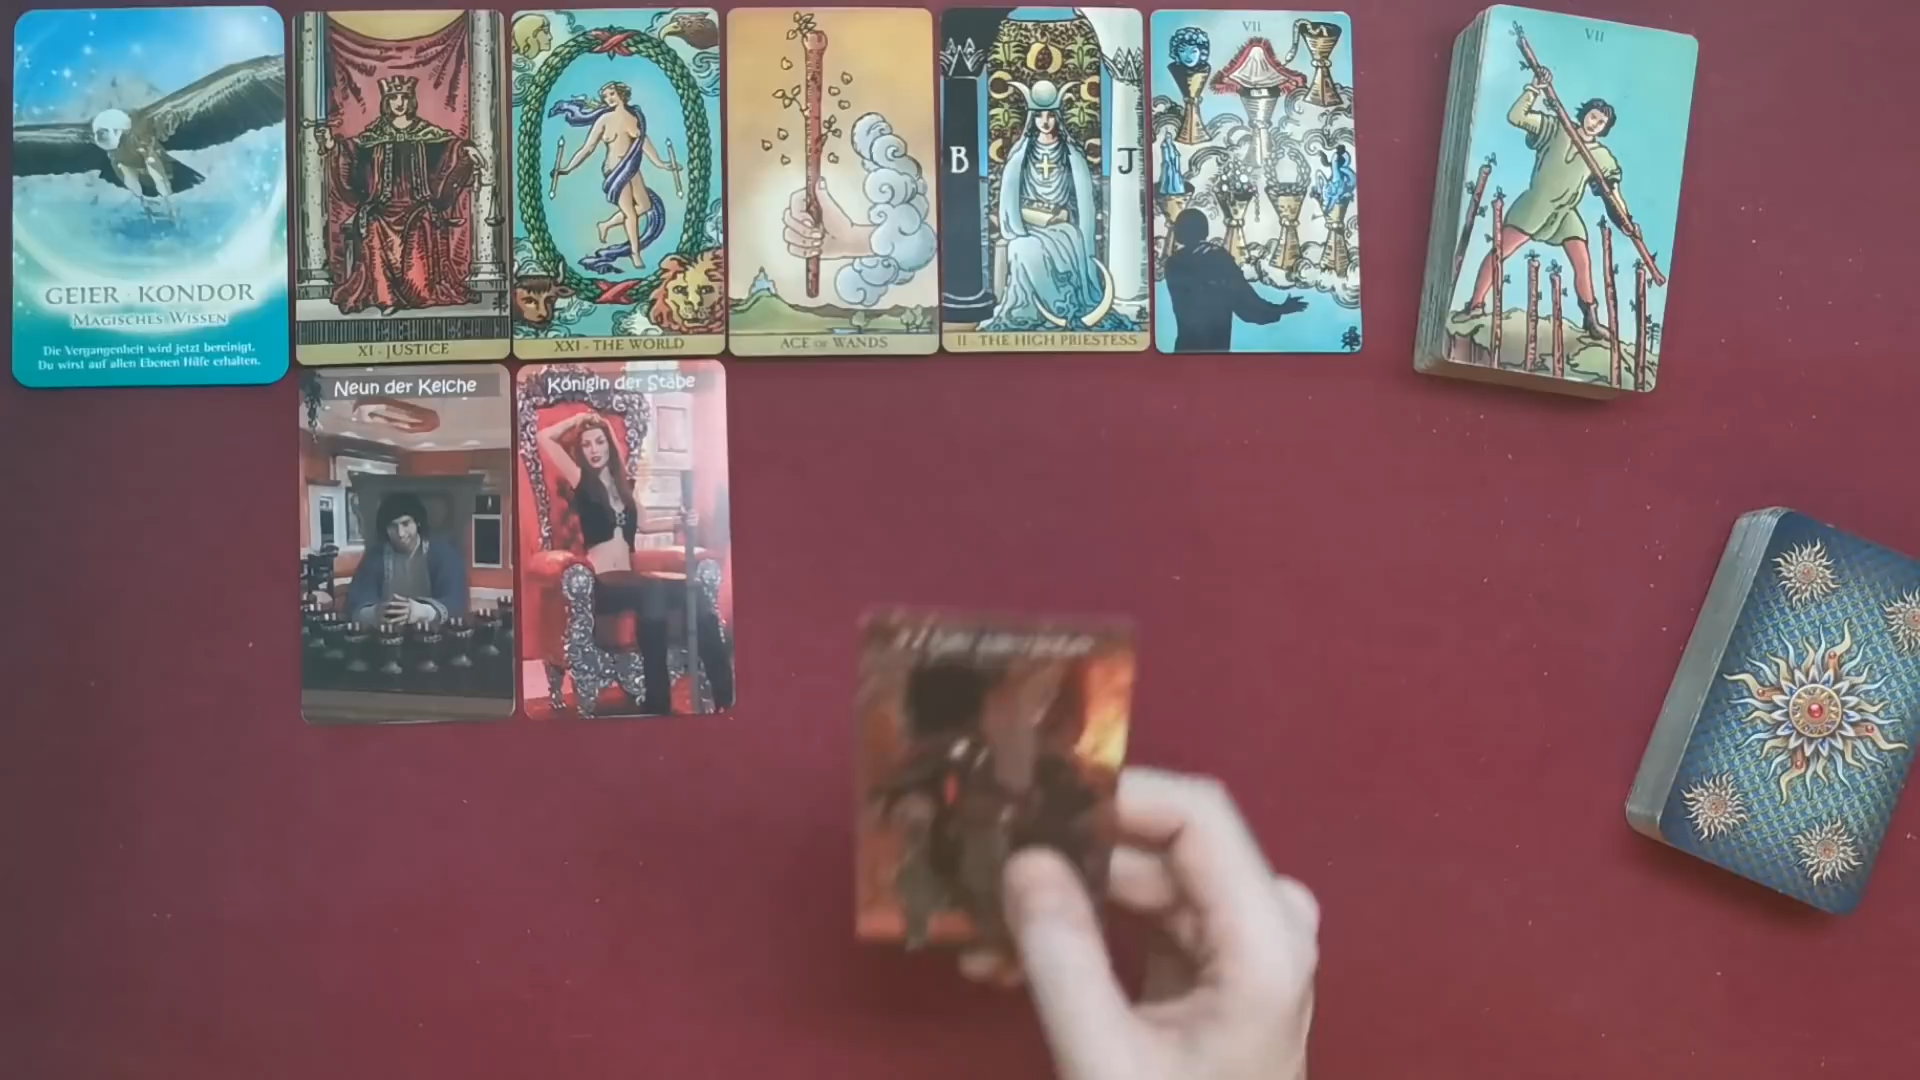 GEIER · KONDOR
MAGISCHES WISSEN
Die Vergangenheit wird jetzt bereinigt.
Du wirst auf allen Ebenen Hilfe erhalten.
XI - JUSTICE
XXI - THE WORLD
ACE OF WANDS
B J
II - THE HIGH PRIESTESS
VII
VII
Neun der Kelche
Königin der Stäbe